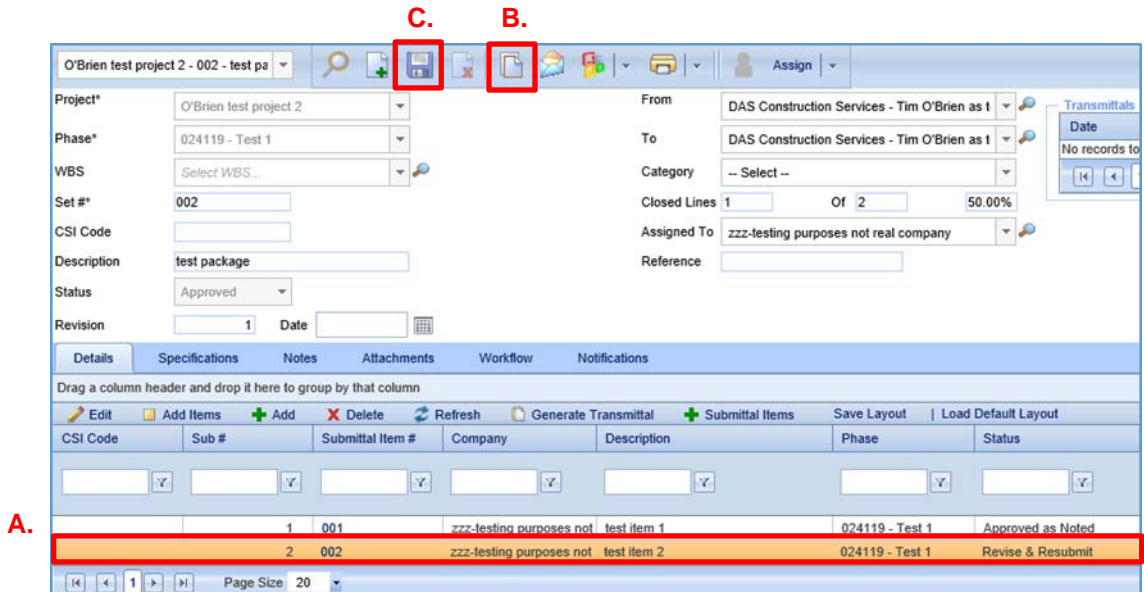 C. B.
O'Brien test project 2 - 002 - test pa Assign
Project* O'Brien test project 2 From DAS Construction Services - Tim O'Brien as t Transmittals
Date
Phase* 024119 - Test 1 To DAS Construction Services - Tim O'Brien as t
No records to
WBS Select WBS... Category -- Select --
Set #* 002 Closed Lines 1 Of 2 50.00%
CSI Code Assigned To zzz-testing purposes not real company
Description test package Reference
Status Approved
Revision 1 Date
Details Specifications Notes Attachments Workflow Notifications
Drag a column header and drop it here to group by that column
Edit Add Items Add Delete Refresh Generate Transmittal Submittal Items Save Layout | Load Default Layout
CSI Code Sub # Submittal Item # Company Description Phase Status
A.
1 001 zzz-testing purposes not test item 1 024119 - Test 1 Approved as Noted
2 002 zzz-testing purposes not test item 2 024119 - Test 1 Revise & Resubmit
1 Page Size 20